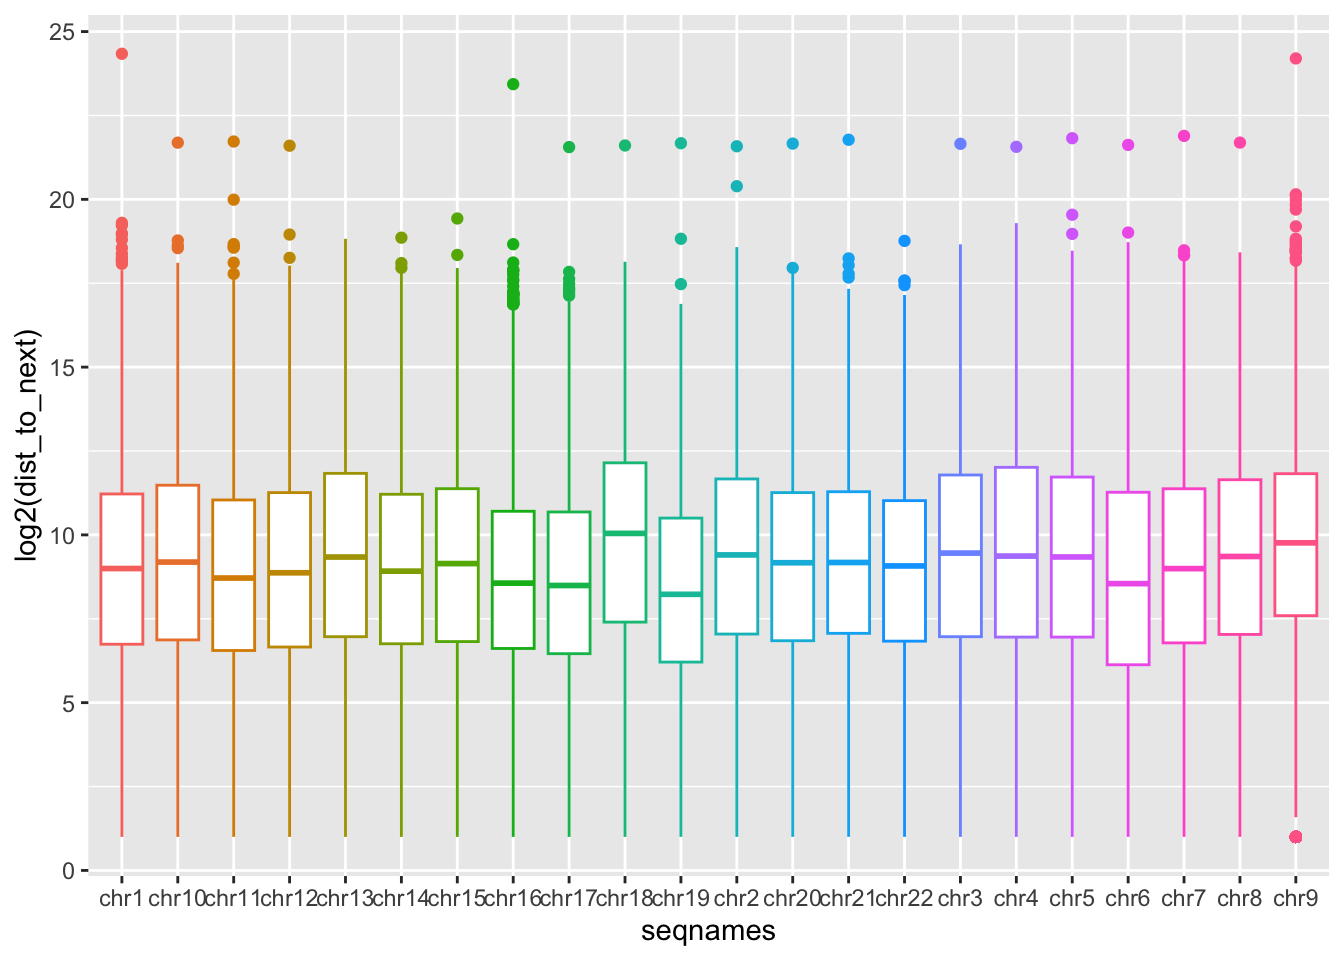 25
20
15
10
5
0
log2(dist_to_next)
chr1 chr10 chr11 chr12 chr13 chr14 chr15 chr16 chr17 chr18 chr19 chr2 chr20 chr21 chr22 chr3 chr4 chr5 chr6 chr7 chr8 chr9
seqnames